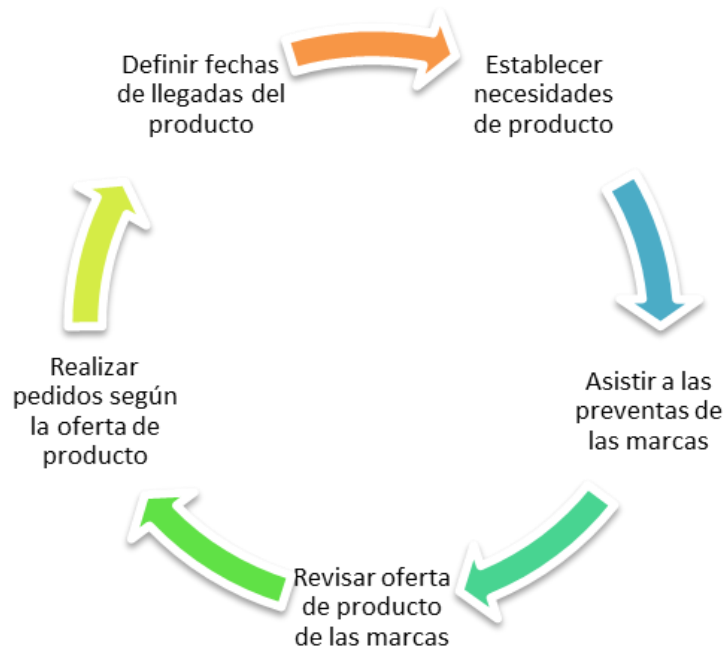 Definir fechas
de llegadas del
producto
Establecer
necesidades
de producto
Asistir a las
preventas de
las marcas
Revisar oferta
de producto
de las marcas
Realizar
pedidos según
la oferta de
producto